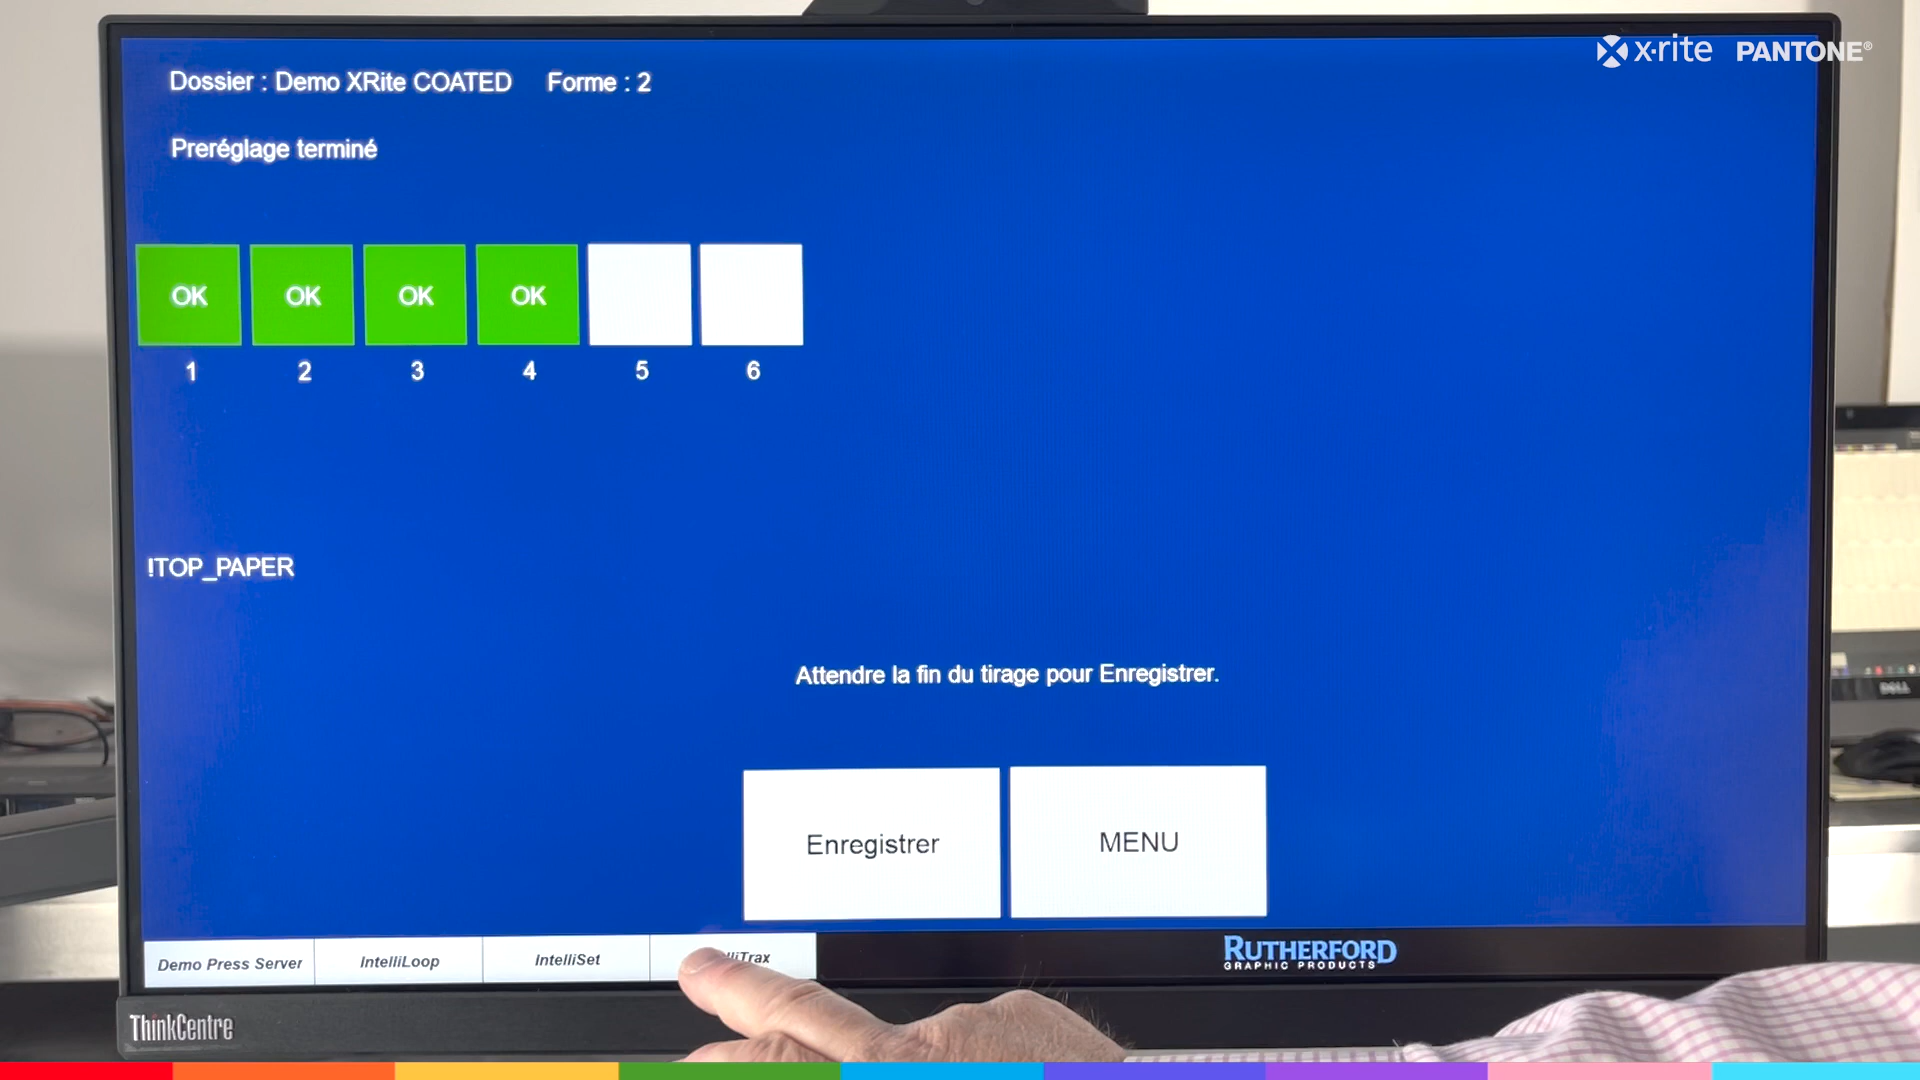 x·rite PANTONE®
Dossier : Demo XRite COATED Forme : 2
Preréglage terminé
OK OK OK OK
1 2 3 4 5 6
!TOP_PAPER
Attendre la fin du tirage pour Enregistrer.
Enregistrer MENU
Demo Press Server IntelliLoop IntelliSet lliTrax
RUTHERFORD
GRAPHIC PRODUCTS
ThinkCentre
DELL